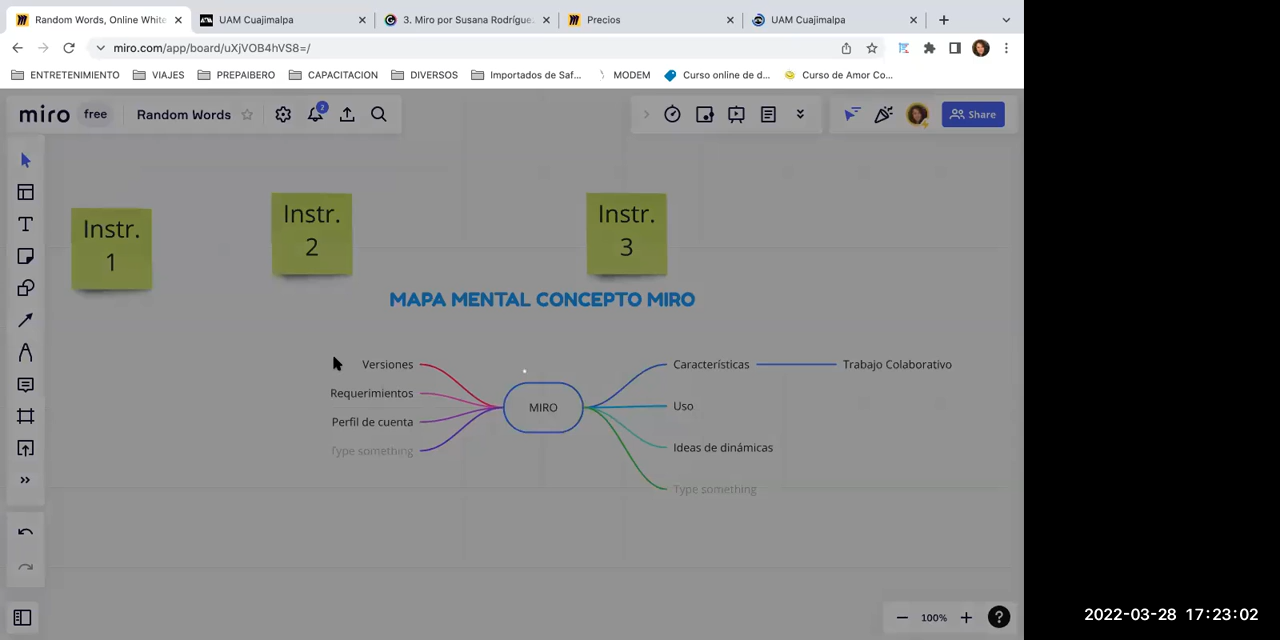 Random Words, Online White
UAM Cuajimalpa
3. Miro por Susana Rodríguez
Precios
UAM Cuajimalpa
miro.com/app/board/uXjVOB4hVS8=/
ENTRETENIMIENTO
VIAJES
PREPAIBERO
CAPACITACION
DIVERSOS
Importados de Saf...
MODEM
Curso online de d...
Curso de Amor Co...
miro
free
Random Words
7
Share
Instr.
1
Instr.
2
Instr.
3
MAPA MENTAL CONCEPTO MIRO
Versiones
Requerimientos
Perfil de cuenta
Type something
MIRO
Características
Trabajo Colaborativo
Uso
Ideas de dinámicas
Type something
100%
2022-03-28 17:23:02